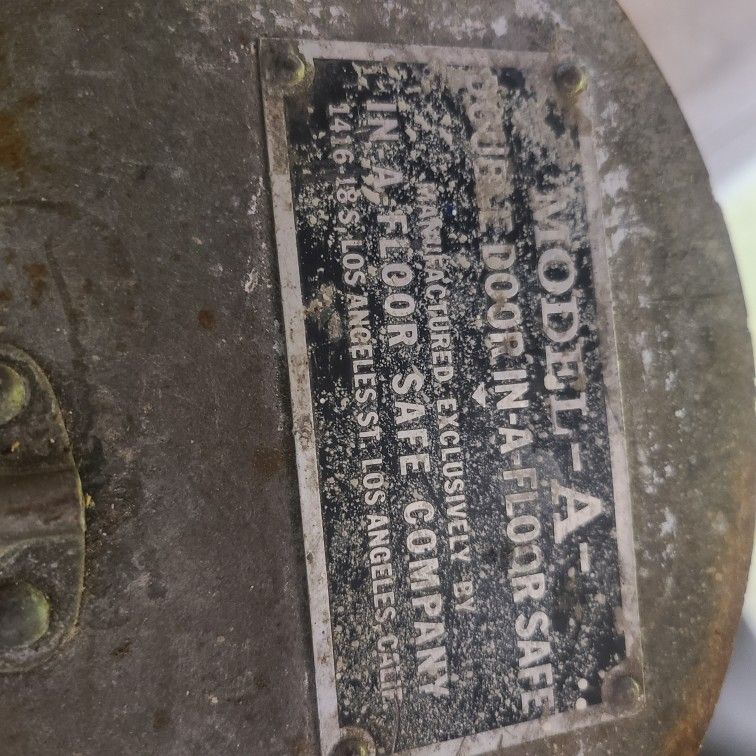 MODEL-A-
DOUBLE DOOR IN-A-FLOOR SAFE
MANUFACTURED EXCLUSIVELY BY
IN-A-FLOOR SAFE COMPANY
1416-18 S. LOS ANGELES ST. LOS ANGELES CALIF